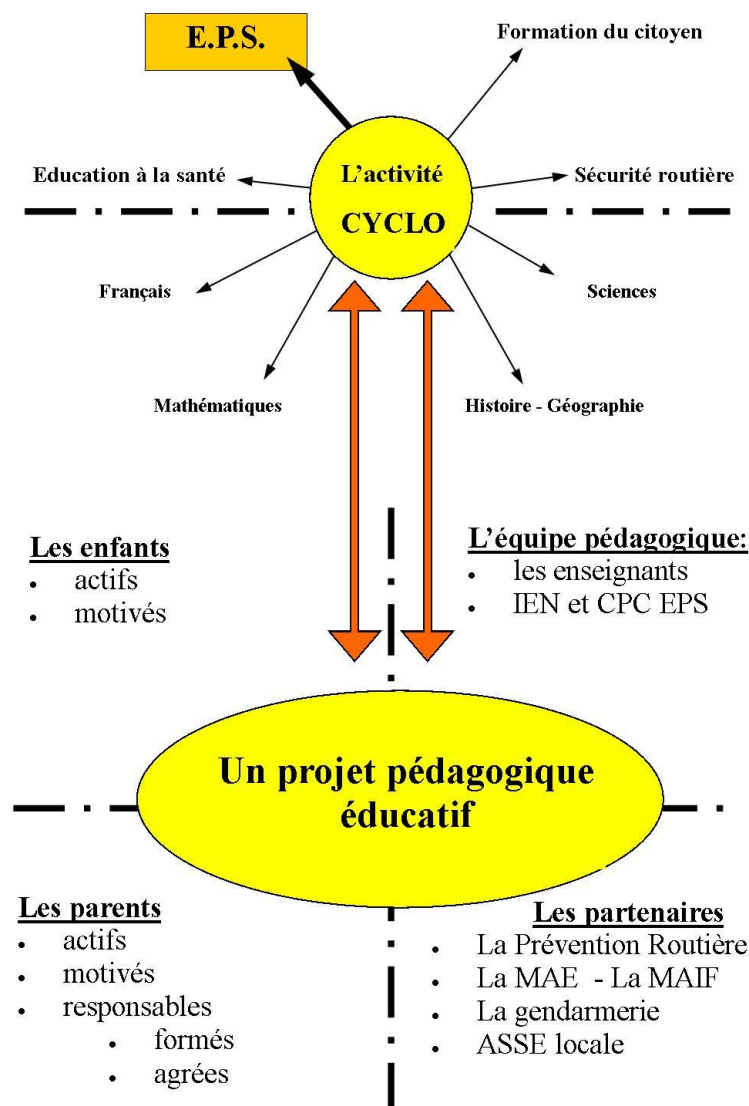 E.P.S.
Formation du citoyen
Education à la santé
L'activité
CYCLO
Sécurité routière
Français
Sciences
Mathématiques
Histoire - Géographie
Les enfants
• actifs
• motivés
L'équipe pédagogique:
• les enseignants
• IEN et CPC EPS
Un projet pédagogique
éducatif
Les parents
• actifs
• motivés
• responsables
• formés
• agrées
Les partenaires
• La Prévention Routière
• La MAE - La MAIF
• La gendarmerie
• ASSE locale